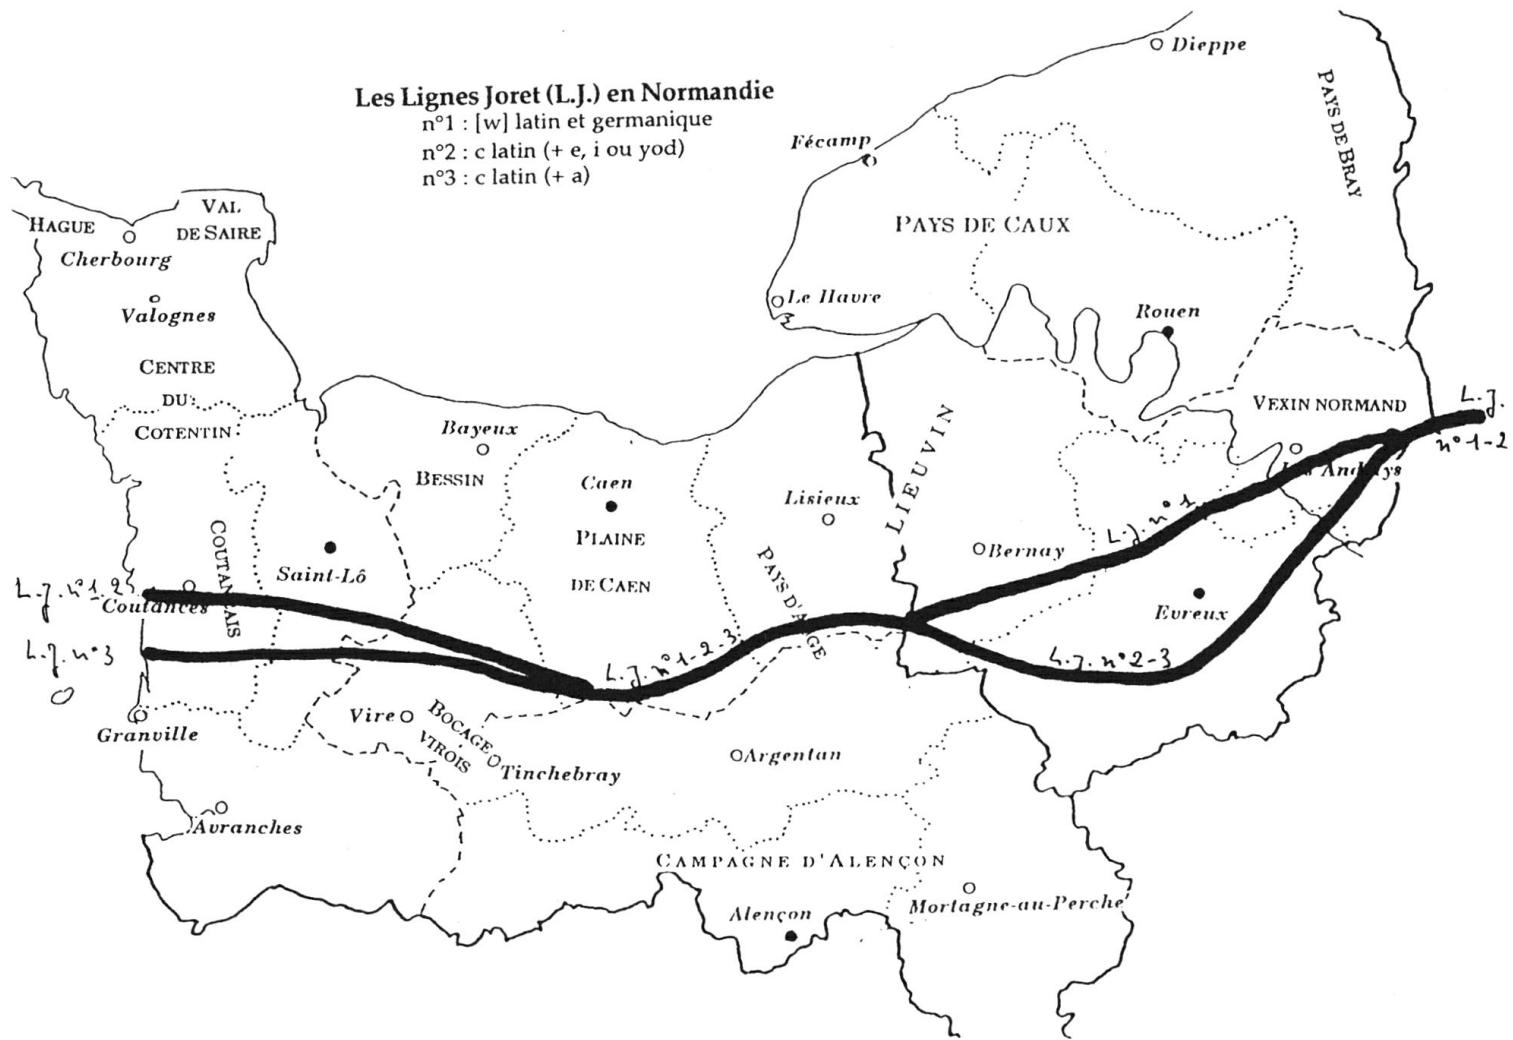 Dieppe
Les Lignes Joret (L.J.) en Normandie
n°1 : [w] latin et germanique
n°2 : c latin (+ e, i ou yod)
n°3 : c latin (+ a)
PAYS DE BRAY
Fécamp
VAL
DE SAIRE
HAGUE
PAYS DE CAUX
Cherbourg
Valognes
Le Havre
Rouen
CENTRE
DU
COTENTIN
VEXIN NORMAND
L.J.
n°1-2
Bayeux
BESSIN
Caen
PLAINE
DE CAEN
Lisieux
LIEUVIN
Les Andelys
L.J. n°1
Bernay
COUTANÇAIS
Saint-Lô
PAYS D'AUGE
L.J. n°1-2
Coutances
Evreux
L.J. n°3
L.J. n°1-2-3
L.J. n°2-3
Granville
Vire
BOCAGE
VIROIS
Tinchebray
Argentan
Avranches
CAMPAGNE D'ALENÇON
Alençon
Mortagne-au-Perche